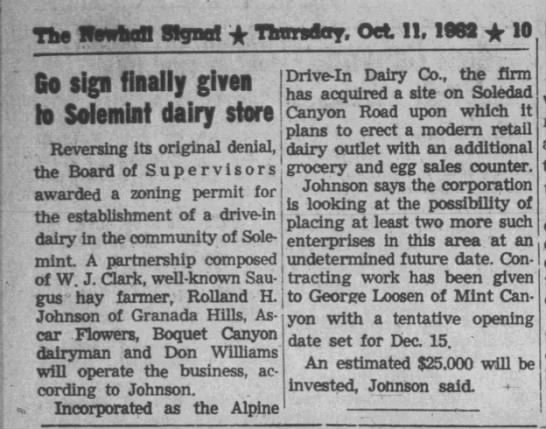 The Newhall Signal ★ Thursday, Oct. 11, 1962 ★ 10
Go sign finally given
to Solemint dairy store
Reversing its original denial,
the Board of Supervisors
awarded a zoning permit for
the establishment of a drive-in
dairy in the community of Sole-
mint. A partnership composed
of W. J. Clark, well-known Sau-
gus hay farmer, Rolland H.
Johnson of Granada Hills, As-
car Flowers, Boquet Canyon
dairyman and Don Williams
will operate the business, ac-
cording to Johnson.
Incorporated as the Alpine
Drive-In Dairy Co., the firm
has acquired a site on Soledad
Canyon Road upon which it
plans to erect a modern retail
dairy outlet with an additional
grocery and egg sales counter.
Johnson says the corporation
is looking at the possibility of
placing at least two more such
enterprises in this area at an
undetermined future date. Con-
tracting work has been given
to George Loosen of Mint Can-
yon with a tentative opening
date set for Dec. 15.
An estimated $25,000 will be
invested, Johnson said.